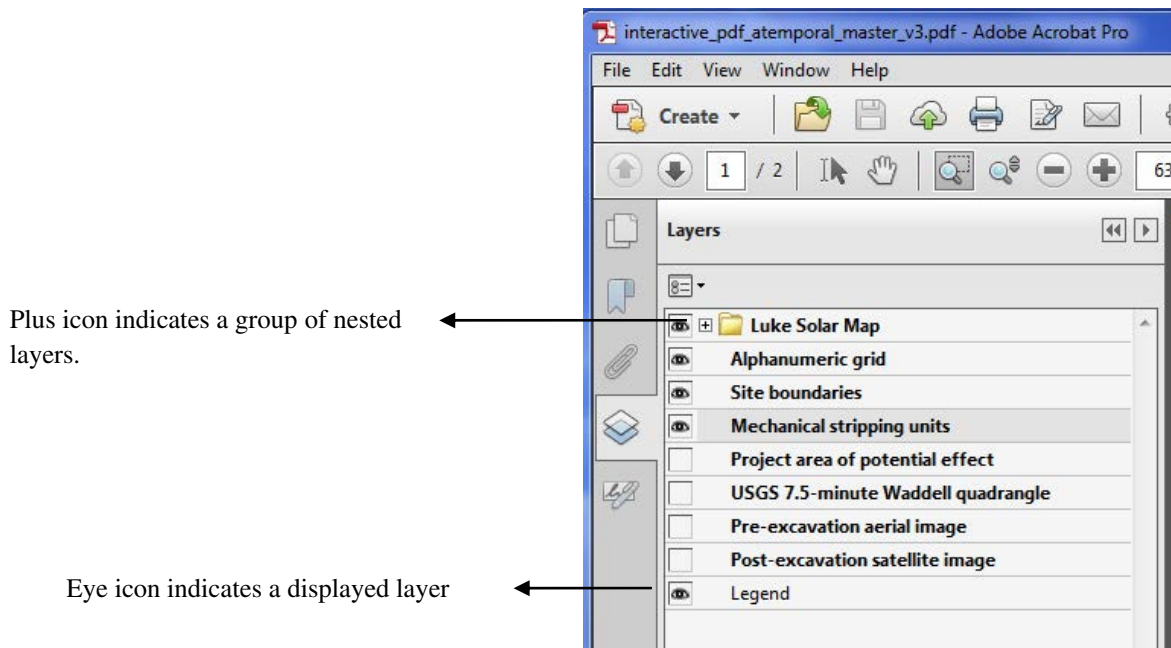 interactive_pdf_atemporal_master_v3.pdf - Adobe Acrobat Pro
File Edit View Window Help
Create
1 / 2 63
Layers
Plus icon indicates a group of nested
layers.
Luke Solar Map
Alphanumeric grid
Site boundaries
Mechanical stripping units
Project area of potential effect
USGS 7.5-minute Waddell quadrangle
Pre-excavation aerial image
Post-excavation satellite image
Eye icon indicates a displayed layer
Legend